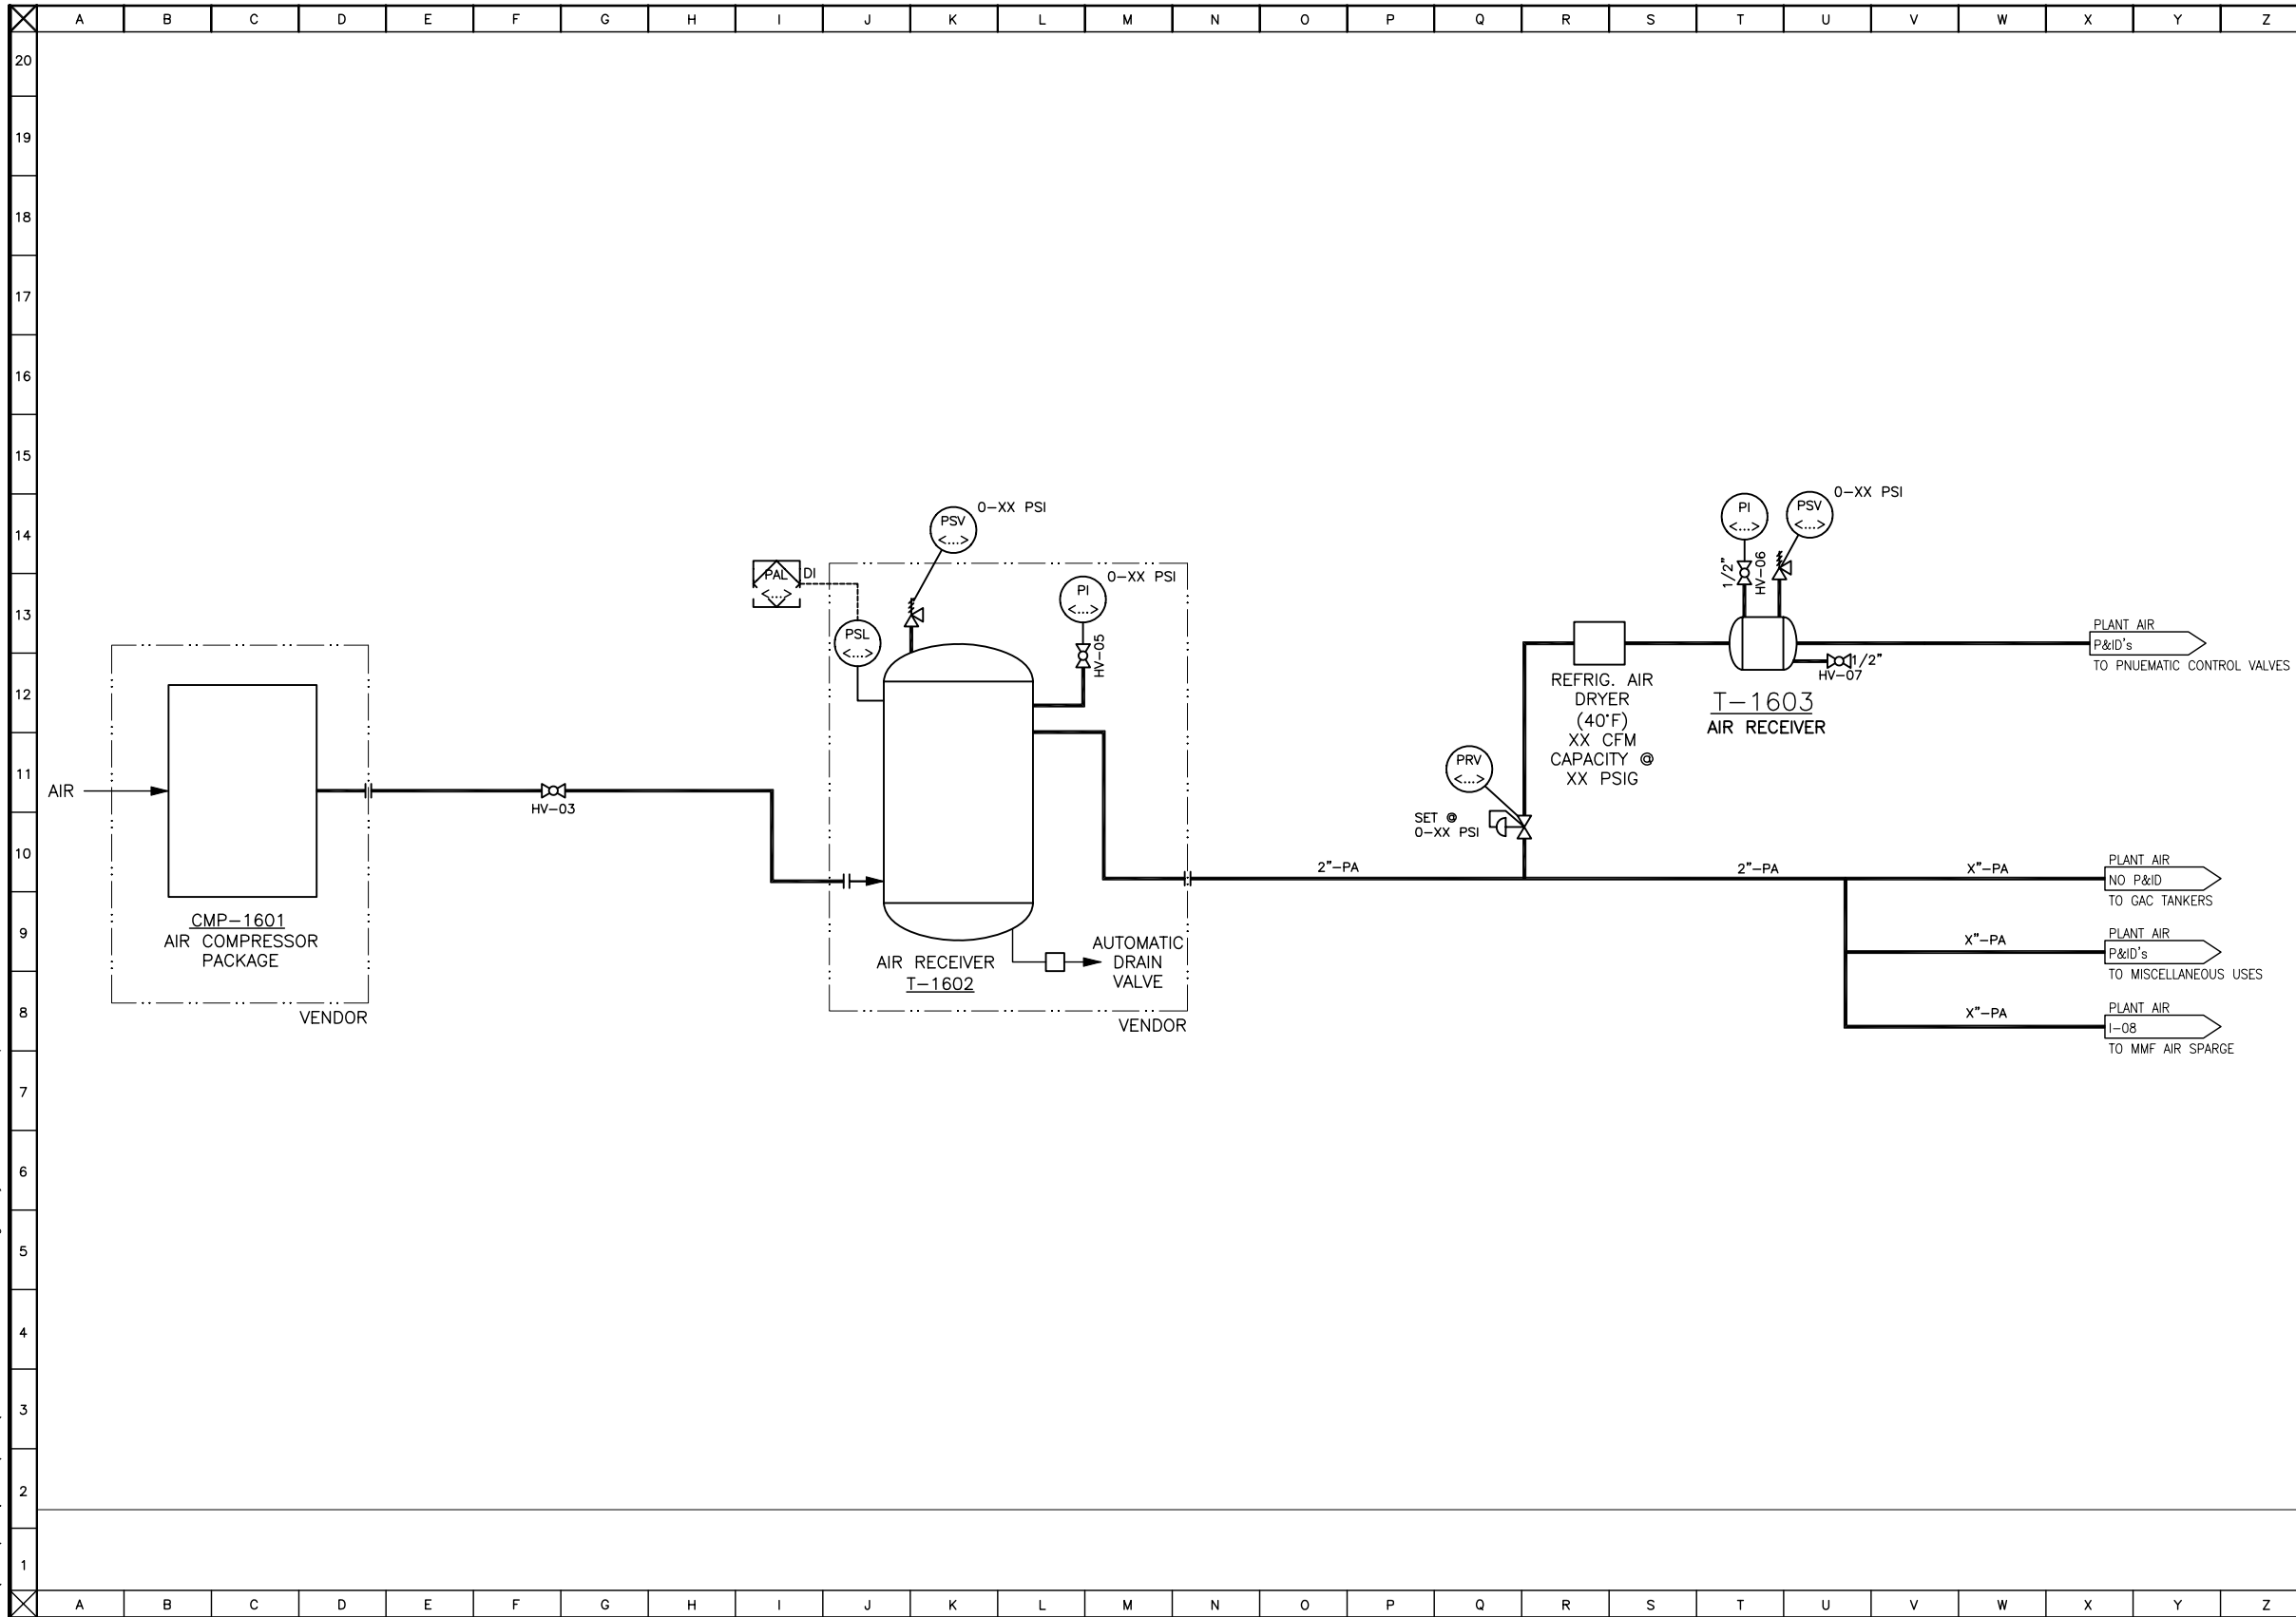 A B C D E F G H I J K L M N O P Q R S T U V W X Y Z
20
19
18
17
16
15
14
13
12
11
10
9
8
7
6
5
4
3
2
1
AIR
CMP-1601
AIR COMPRESSOR
PACKAGE
VENDOR
HV-03
PAL
<...>
DI
PSL
<...>
PSV
<...>
0-XX PSI
PI
<...>
0-XX PSI
HV-05
AIR RECEIVER
T-1602
AUTOMATIC
DRAIN
VALVE
VENDOR
2"-PA
PRV
<...>
SET @
0-XX PSI
REFRIG. AIR
DRYER
(40°F)
XX CFM
CAPACITY @
XX PSIG
PI
<...>
1/2"
HV-06
PSV
<...>
0-XX PSI
1/2"
HV-07
T-1603
AIR RECEIVER
PLANT AIR
P&ID's
TO PNUEMATIC CONTROL VALVES
2"-PA
X"-PA
PLANT AIR
NO P&ID
TO GAC TANKERS
X"-PA
PLANT AIR
P&ID's
TO MISCELLANEOUS USES
X"-PA
PLANT AIR
I-08
TO MMF AIR SPARGE
A B C D E F G H I J K L M N O P Q R S T U V W X Y Z